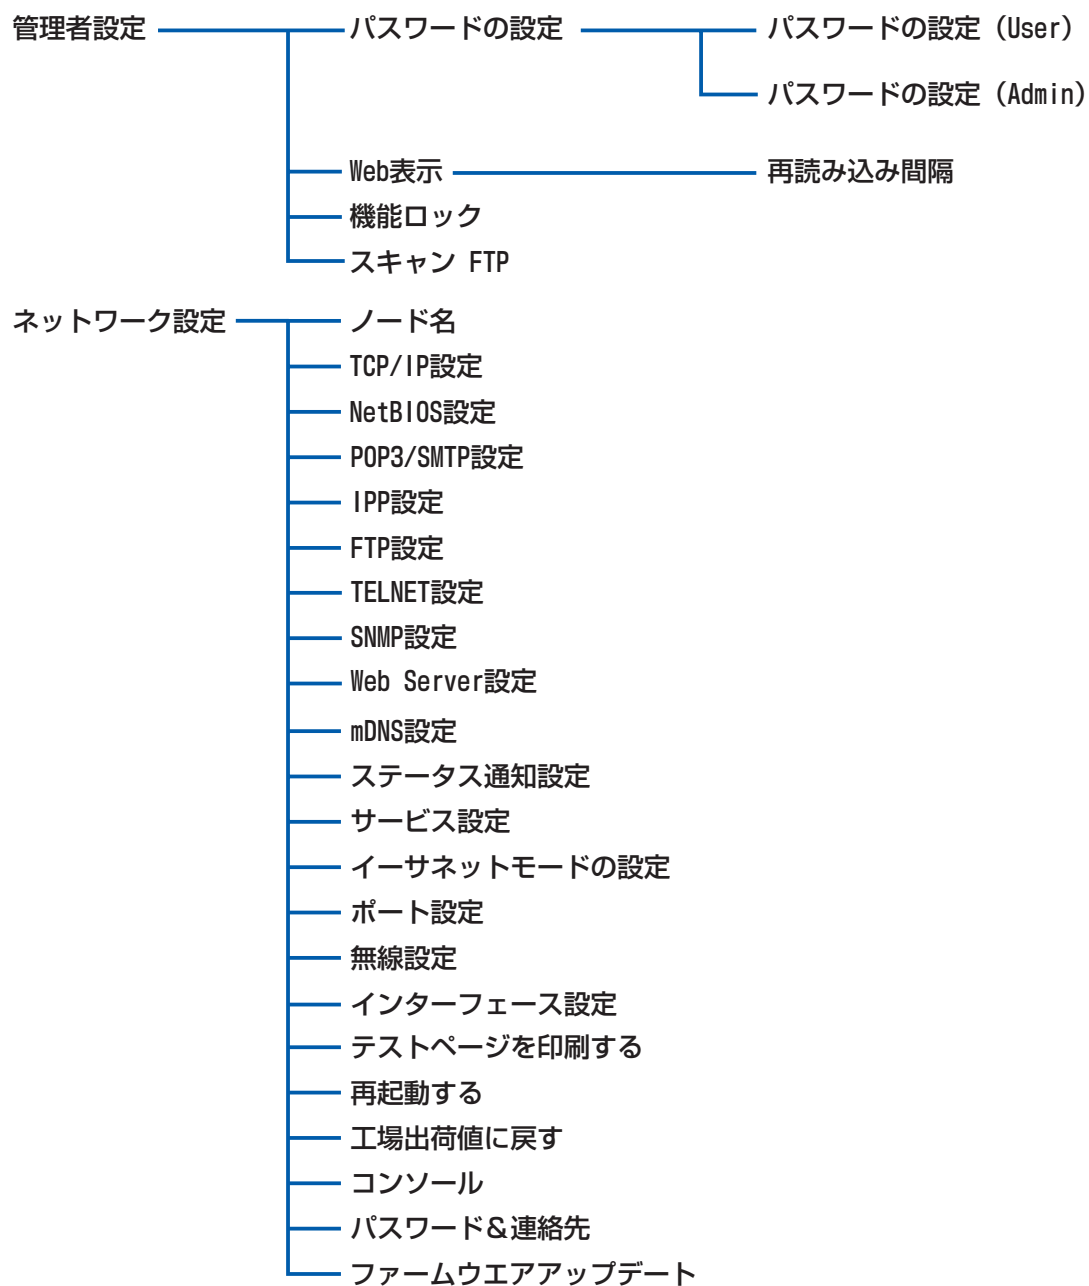 管理者設定 パスワードの設定 パスワードの設定（User）
パスワードの設定（Admin）
Web表示 再読み込み間隔
機能ロック
スキャン FTP
ネットワーク設定 ノード名
TCP/IP設定
NetBIOS設定
POP3/SMTP設定
IPP設定
FTP設定
TELNET設定
SNMP設定
Web Server設定
mDNS設定
ステータス通知設定
サービス設定
イーサネットモードの設定
ポート設定
無線設定
インターフェース設定
テストページを印刷する
再起動する
工場出荷値に戻す
コンソール
パスワード＆連絡先
ファームウエアアップデート